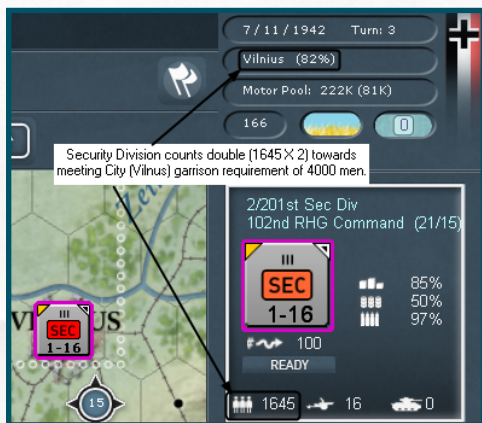 7/11/1942 Turn: 3
Vilnius (82%)
Motor Pool: 222K (81K)
166 0
Security Division counts double (1645 X 2) towards
meeting City (Vilnus) garrison requirement of 4000 men.
2/201st Sec Div
102nd RHG Command (21/15)
III
SEC
1-16
85%
50%
97%
100
READY
1645 16 0
III
SEC
1-16
15